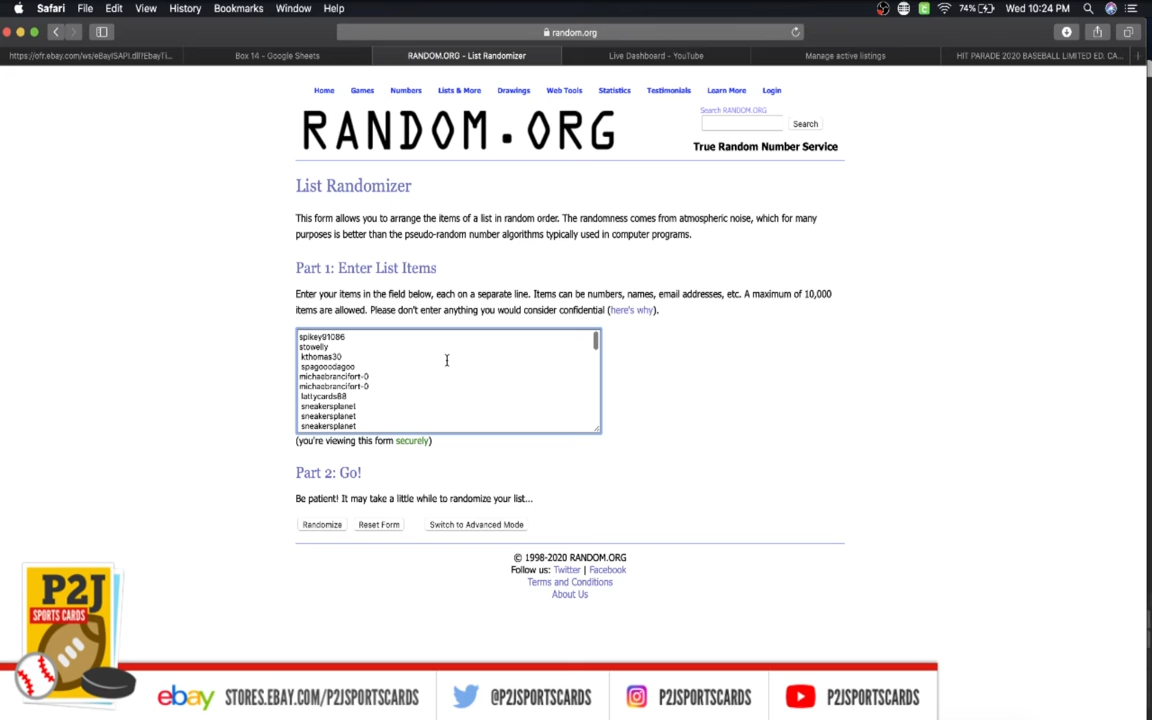 Safari File Edit View History Bookmarks Window Help 74% Wed 10:24 PM
random.org
https://ofr.ebay.com/ws/eBayISAPI.dll?EbayTi... Box 14 - Google Sheets RANDOM.ORG - List Randomizer Live Dashboard - YouTube Manage active listings HIT PARADE 2020 BASEBALL LIMITED ED. CA...
Home Games Numbers Lists & More Drawings Web Tools Statistics Testimonials Learn More Login
RANDOM.ORG
Search RANDOM.ORG
Search
True Random Number Service
List Randomizer
This form allows you to arrange the items of a list in random order. The randomness comes from atmospheric noise, which for many
purposes is better than the pseudo-random number algorithms typically used in computer programs.
Part 1: Enter List Items
Enter your items in the field below, each on a separate line. Items can be numbers, names, email addresses, etc. A maximum of 10,000
items are allowed. Please don't enter anything you would consider confidential (here's why).
spikey91086
stowelly
kthomas30
spagooodagoo
michaebrancifort-0
michaebrancifort-0
lattycards88
sneakersplanet
sneakersplanet
sneakersplanet
(you're viewing this form securely)
Part 2: Go!
Be patient! It may take a little while to randomize your list...
Randomize Reset Form Switch to Advanced Mode
© 1998-2020 RANDOM.ORG
Follow us: Twitter | Facebook
Terms and Conditions
About Us
P2J
SPORTS CARDS
ebay STORES.EBAY.COM/P2JSPORTSCARDS @P2JSPORTSCARDS P2JSPORTSCARDS P2JSPORTSCARDS